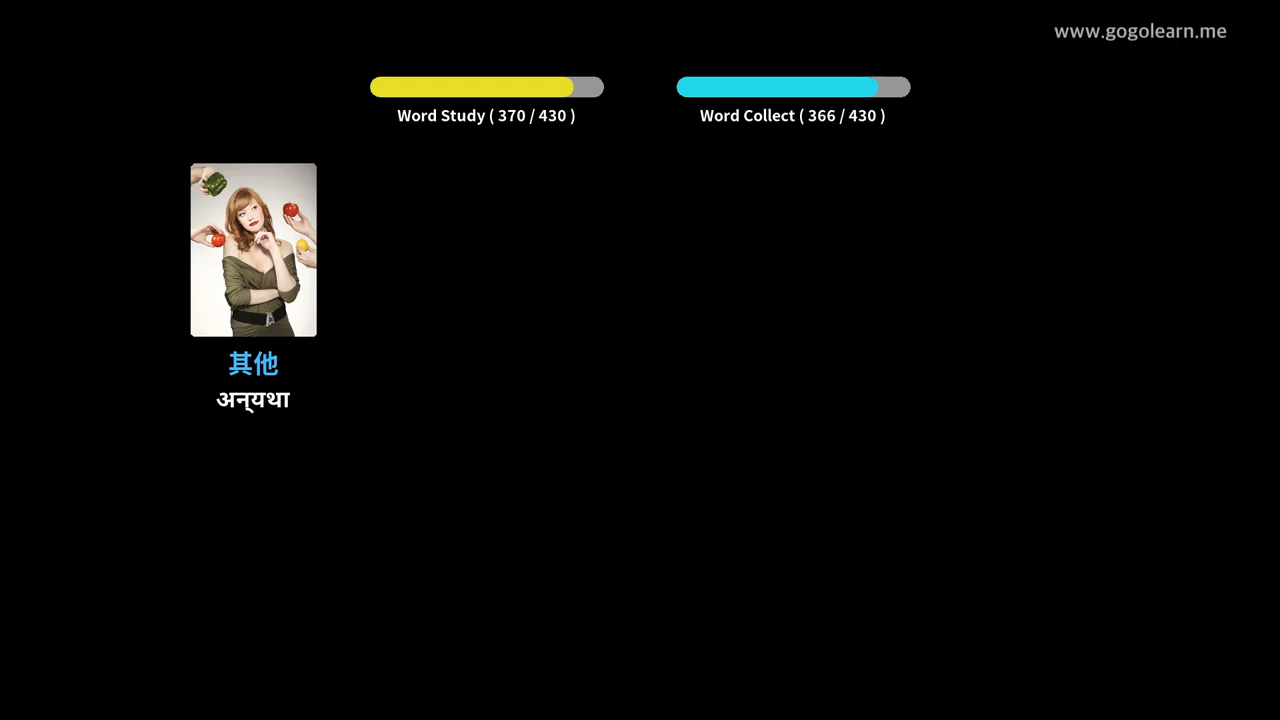 www.gogolearn.me
Word Study ( 370 / 430 )
Word Collect ( 366 / 430 )
其他
अन्‌यथा